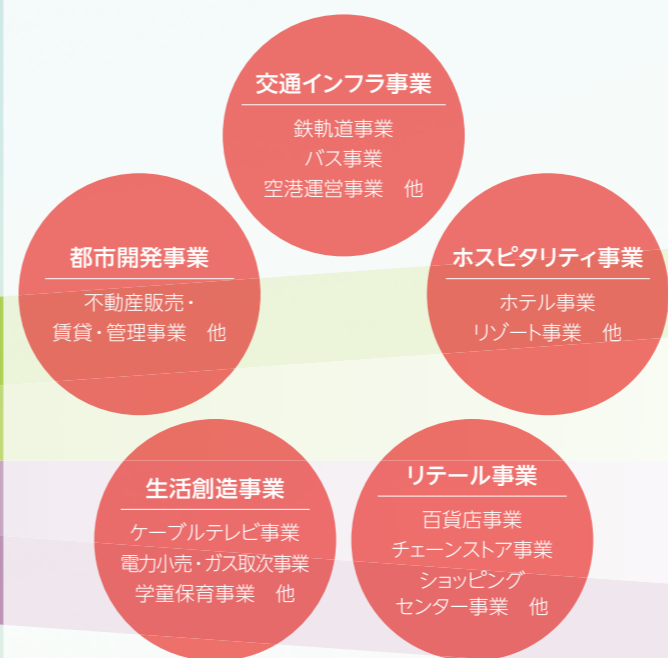 交通インフラ事業
鉄軌道事業
バス事業
空港運営事業　他
都市開発事業
不動産販売・
賃貸・管理事業　他
ホスピタリティ事業
ホテル事業
リゾート事業　他
生活創造事業
ケーブルテレビ事業
電力小売・ガス取次事業
学童保育事業　他
リテール事業
百貨店事業
チェーンストア事業
ショッピング
センター事業　他